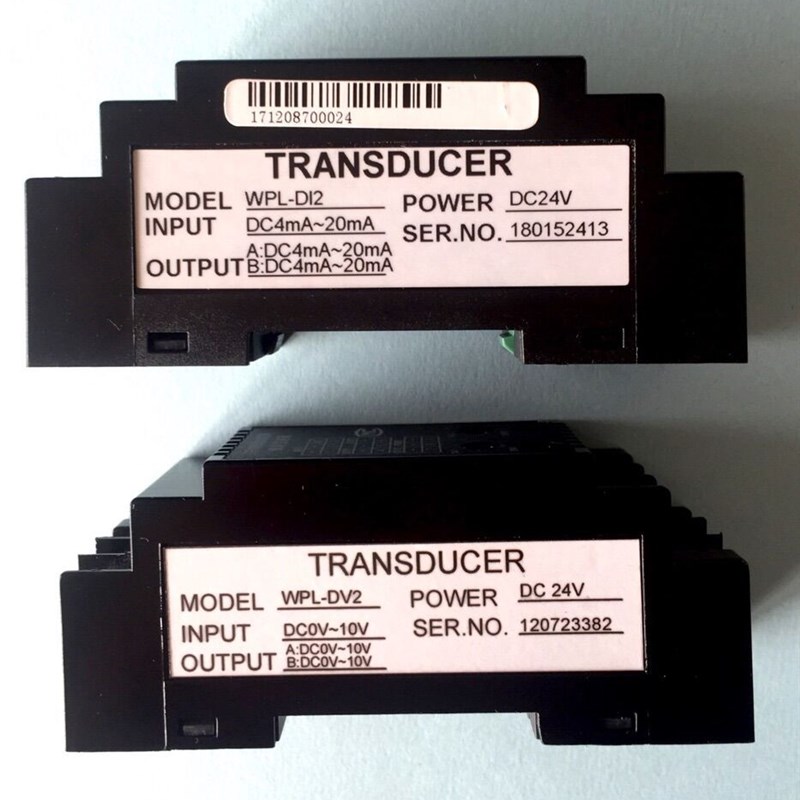 171208700024
TRANSDUCER
MODEL WPL-DI2 POWER DC24V
INPUT DC4mA~20mA SER.NO. 180152413
OUTPUT A:DC4mA~20mA
B:DC4mA~20mA
TRANSDUCER
MODEL WPL-DV2 POWER DC 24V
INPUT DC0V~10V SER.NO. 120723382
OUTPUT A:DC0V~10V
B:DC0V~10V